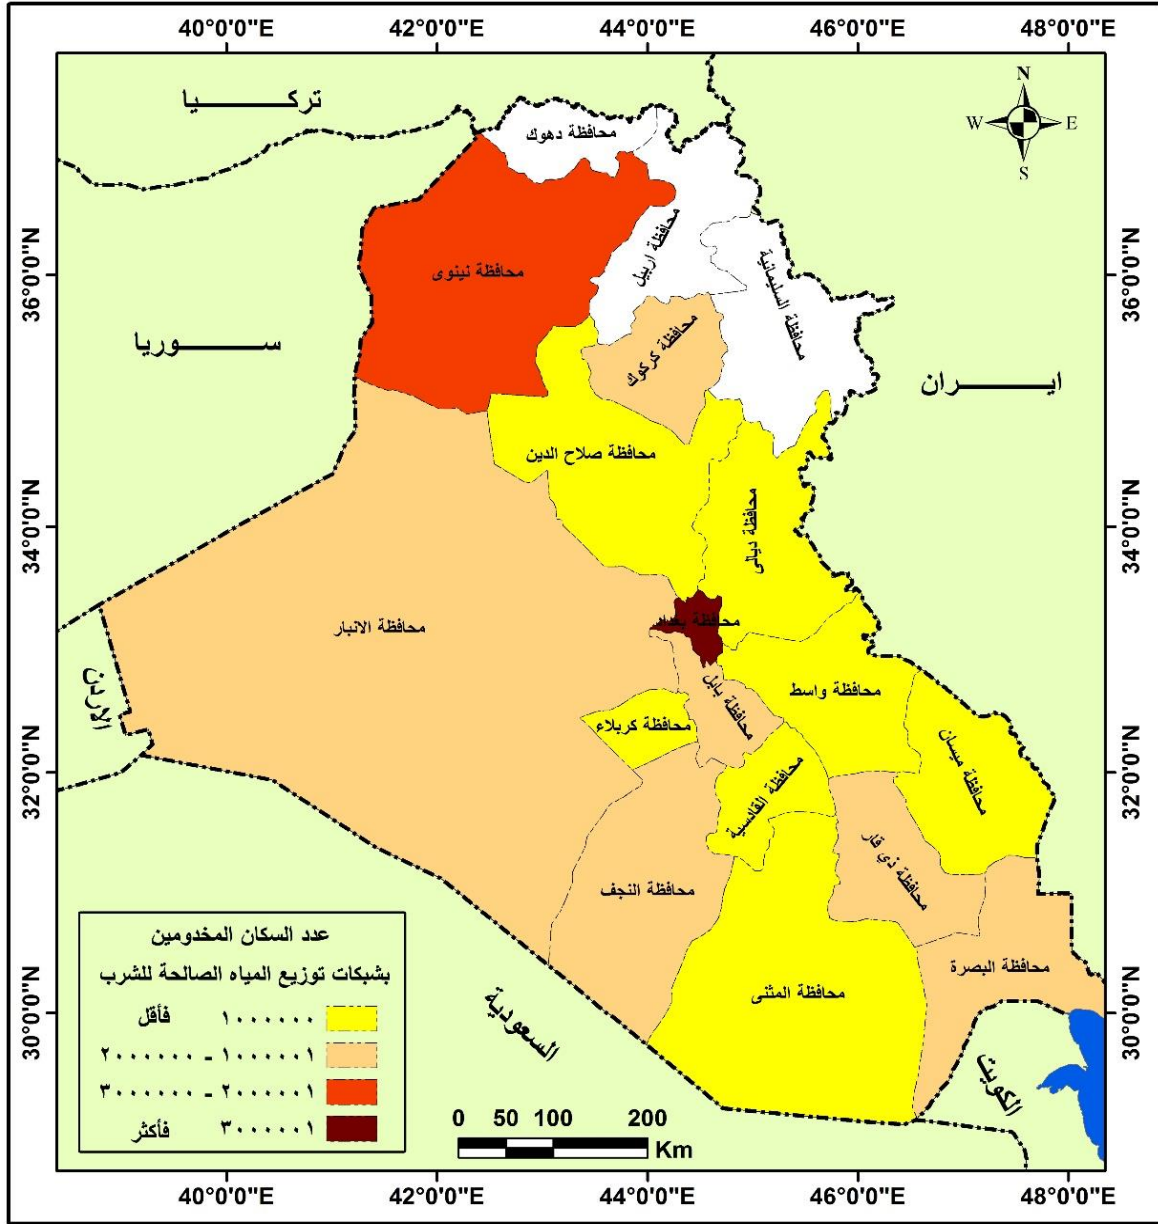 40°0'0"E 42°0'0"E 44°0'0"E 46°0'0"E 48°0'0"E
N
W E
S
تركـــــــيا
محافظة دهوك
محافظة اربيل
محافظة السليمانية
36°0'0"N
36°0'0"N
محافظة نينوى
محافظة كركوك
ســــــوريا
ايــــــران
محافظة صلاح الدين
محافظة ديالى
34°0'0"N
34°0'0"N
محافظة بغداد
محافظة الانبار
الاردن
محافظة بابل
محافظة واسط
محافظة كربلاء
محافظة ميسان
32°0'0"N
32°0'0"N
محافظة القادسية
محافظة ذي قار
محافظة النجف
محافظة البصرة
محافظة المثنى
30°0'0"N
30°0'0"N
السعودية
الكويت
عدد السكان المخدومين
بشبكات توزيع المياه الصالحة للشرب
١٠٠٠٠٠٠ فأقل
١٠٠٠٠٠١ - ٢٠٠٠٠٠٠
٢٠٠٠٠٠١ - ٣٠٠٠٠٠٠
٣٠٠٠٠٠١ فأكثر
0 50 100 200
Km
40°0'0"E 42°0'0"E 44°0'0"E 46°0'0"E 48°0'0"E